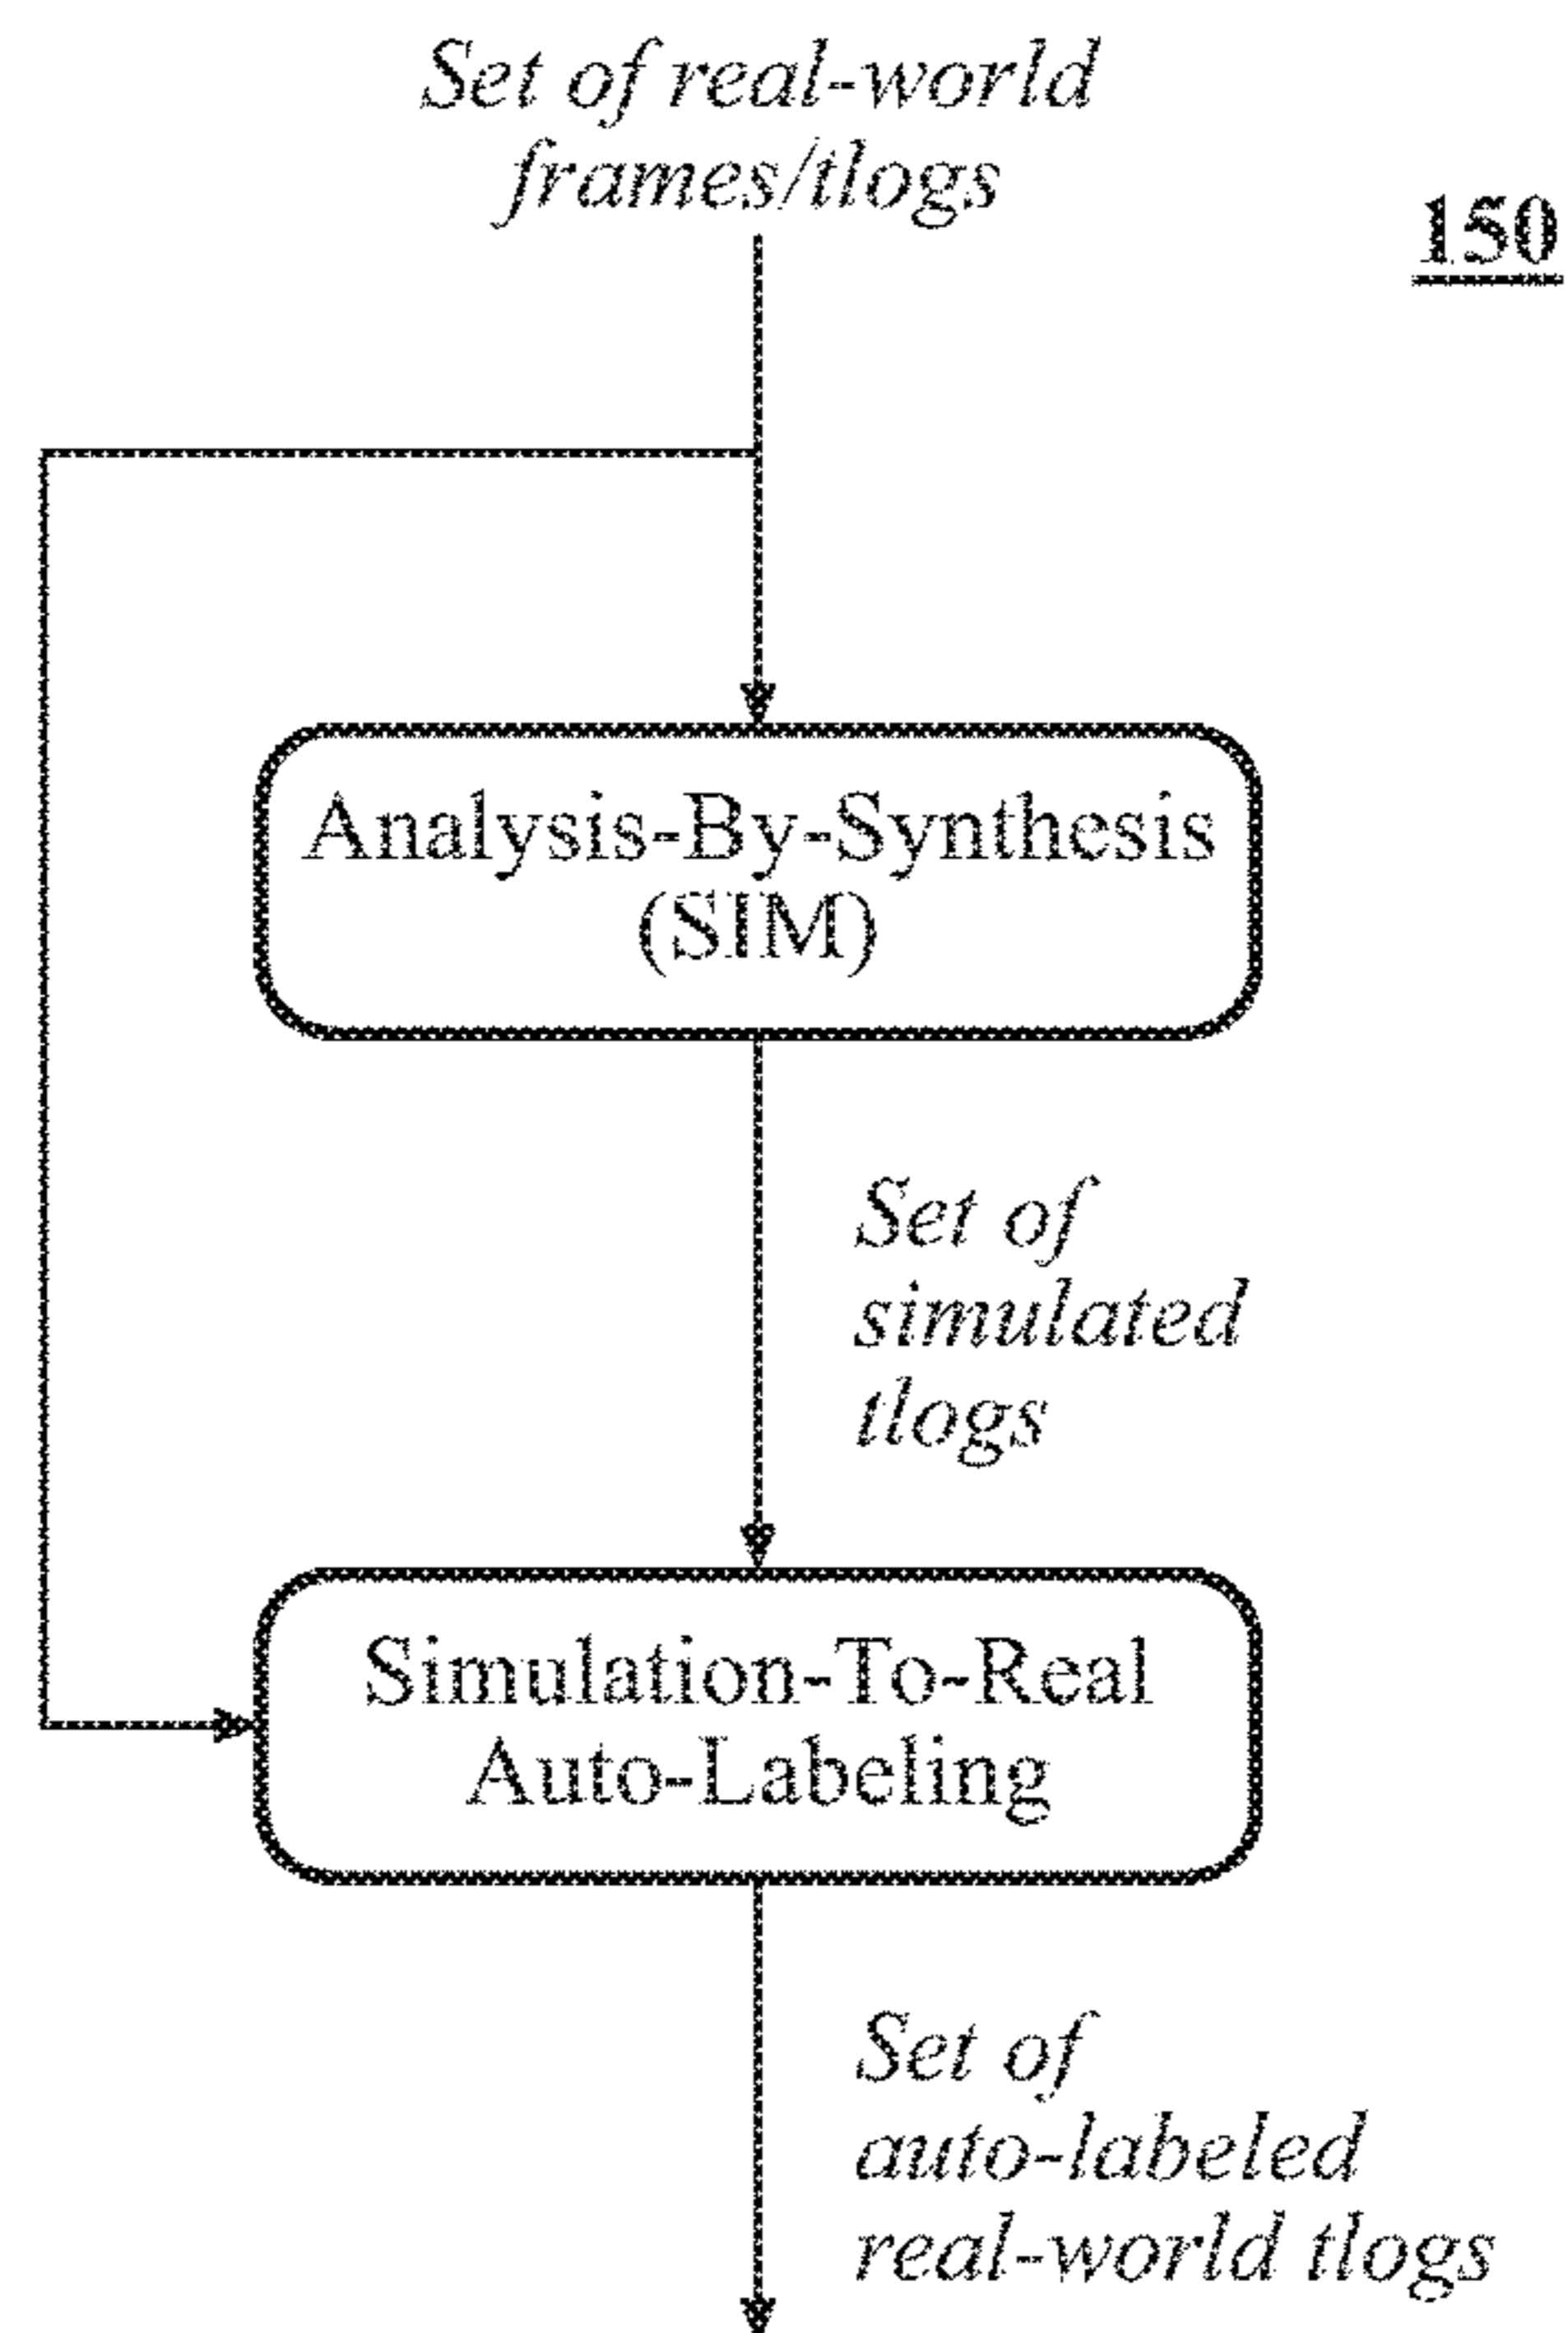 Set of real-world
frames/tlogs
150
Analysis-By-Synthesis
(SIM)
Set of
simulated
tlogs
Simulation-To-Real
Auto-Labeling
Set of
auto-labeled
real-world tlogs